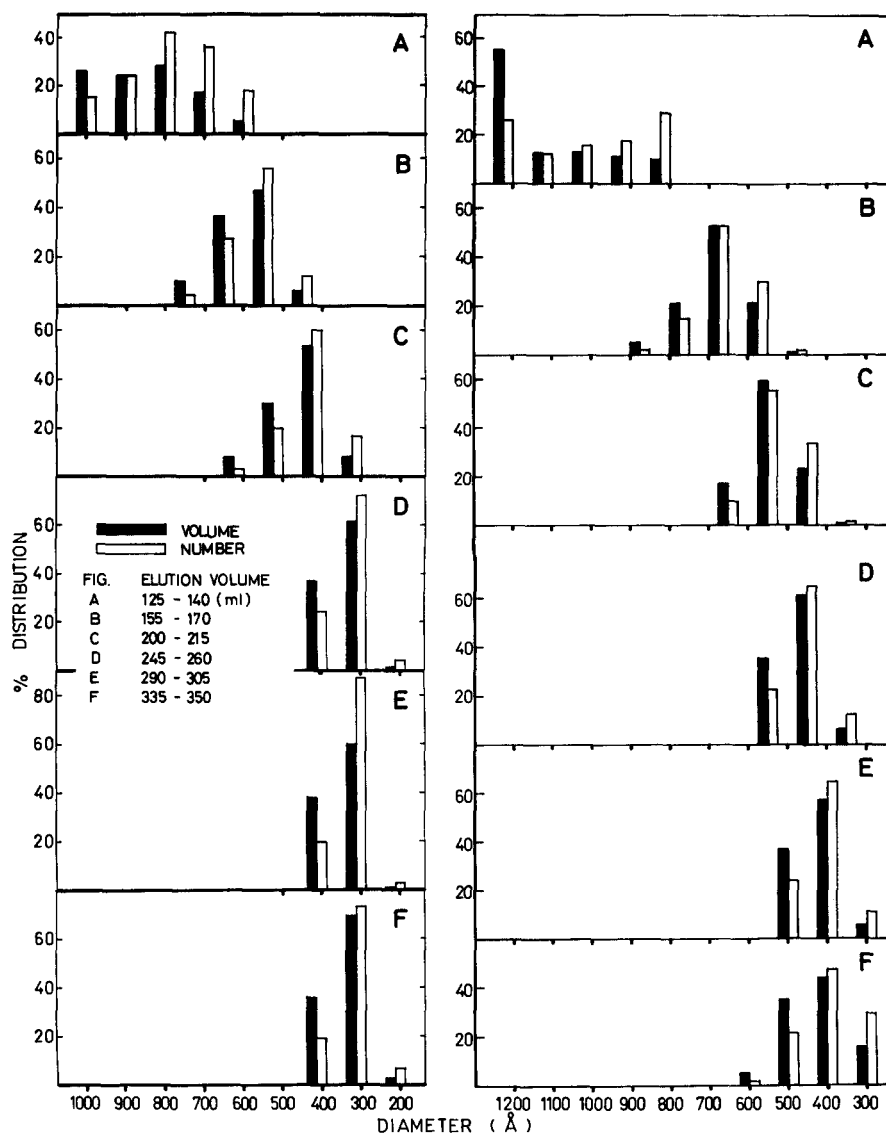 40
20
A
60
40
20
B
60
40
20
C
60
40
20
D
VOLUME
NUMBER
FIG. ELUTION VOLUME
A 125 - 140 (ml)
B 155 - 170
C 200 - 215
D 245 - 260
E 290 - 305
F 335 - 350
80
60
40
20
E
60
40
20
F
1000 900 800 700 600 500 400 300 200
% DISTRIBUTION
60
40
20
A
60
40
20
B
60
40
20
C
60
40
20
D
60
40
20
E
40
20
F
1200 1100 1000 900 800 700 600 500 400 300
DIAMETER (Å)